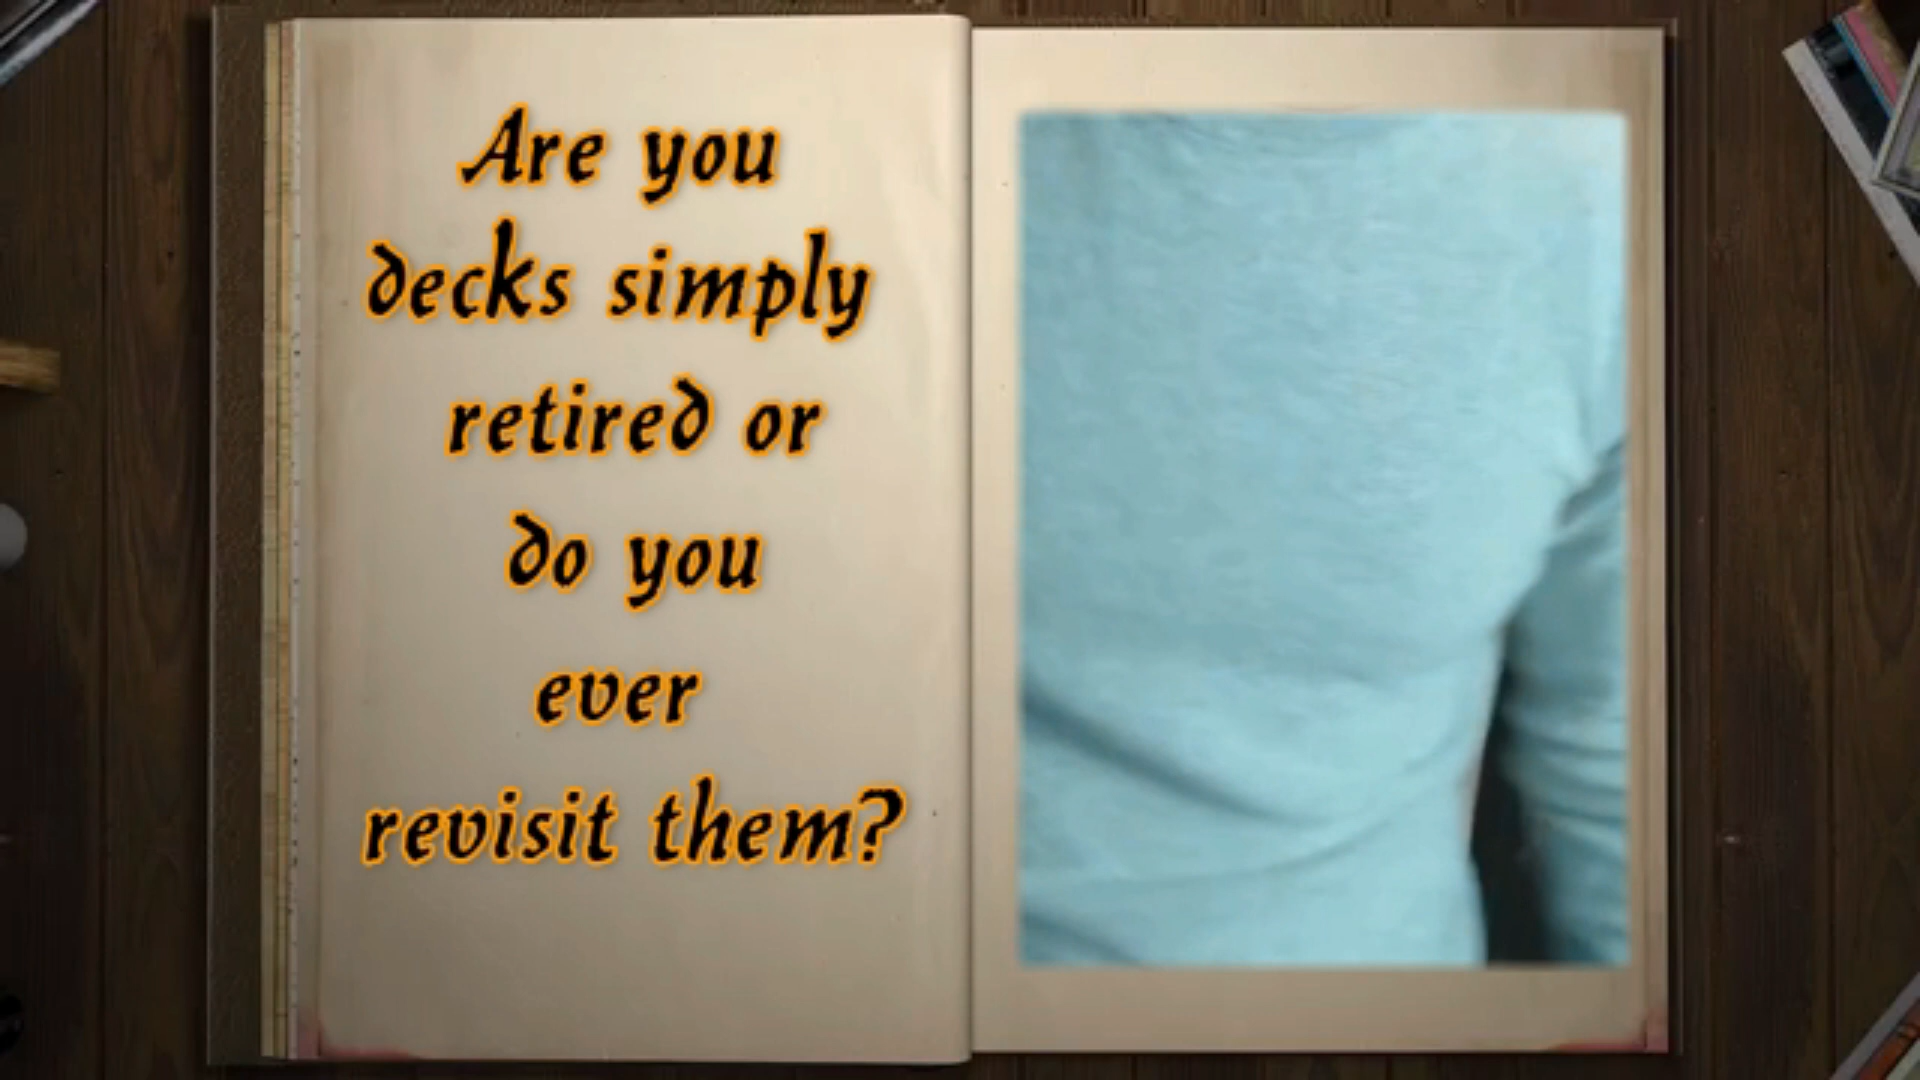 Are you
decks simply
retired or
do you
ever
revisit them?